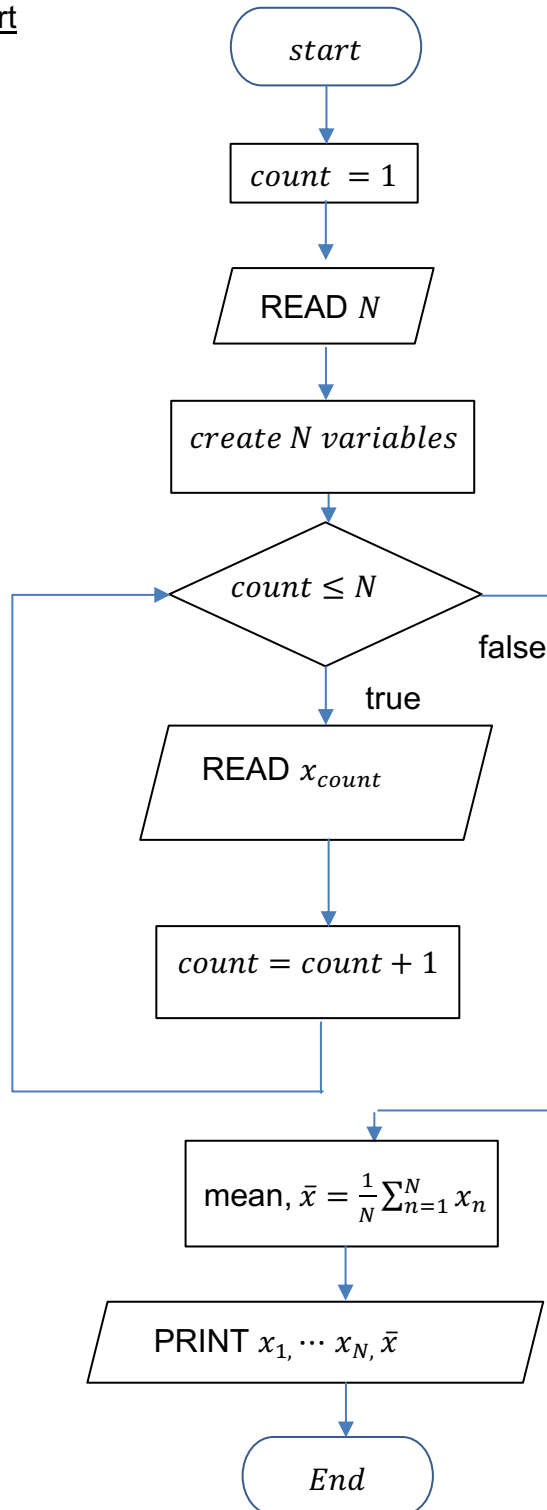 rt
start
count = 1
READ N
create N variables
count ≤ N
false
true
READ x_count
count = count + 1
mean, x̄ = 1/N ∑_{n=1}^{N} x_n
PRINT x_1, ⋯ x_N, x̄
End